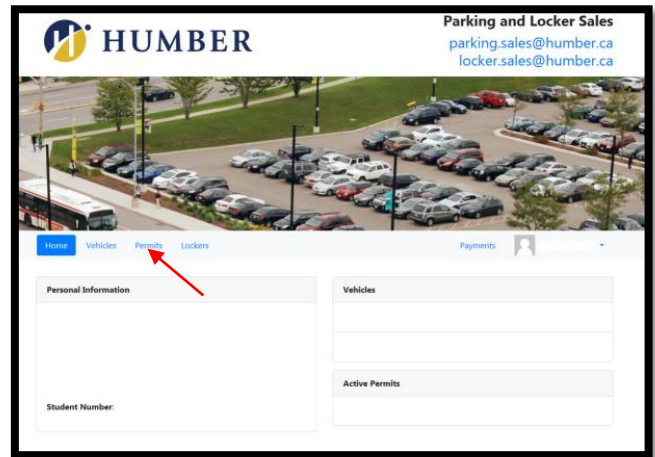 HUMBER
Parking and Locker Sales
parking.sales@humber.ca
locker.sales@humber.ca
Home Vehicles Permits Lockers Payments
Personal Information
Vehicles
Active Permits
Student Number: